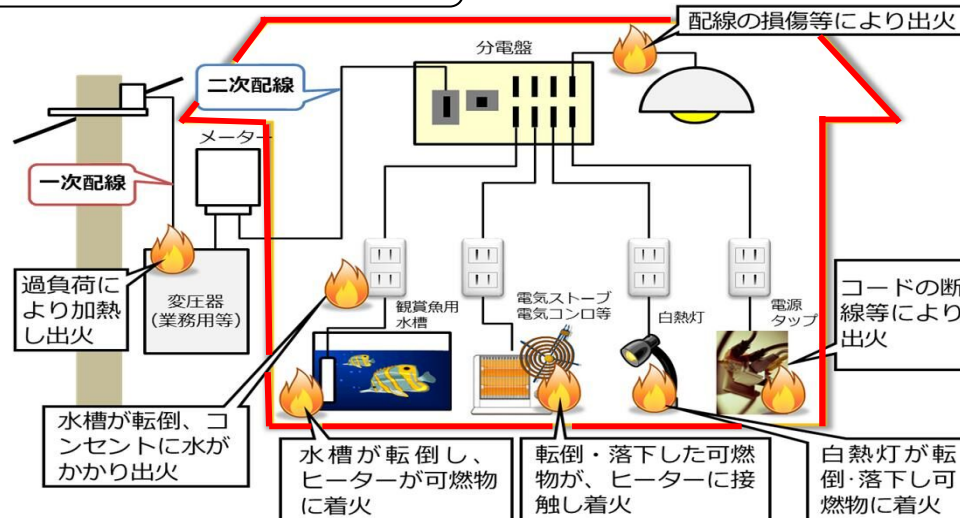 配線の損傷等により出火
分電盤
二次配線
メーター
一次配線
過負荷に
より加熱
し出火
変圧器
(業務用等)
観賞魚用
水槽
電気ストーブ
電気コンロ等
白熱灯
電源
タップ
コードの断
線等により
出火
水槽が転倒、コ
ンセントに水が
かかり出火
水槽が転倒し、
ヒーターが可燃物
に着火
転倒・落下した可燃
物が、ヒーターに接
触し着火
白熱灯が転
倒・落下し可
燃物に着火